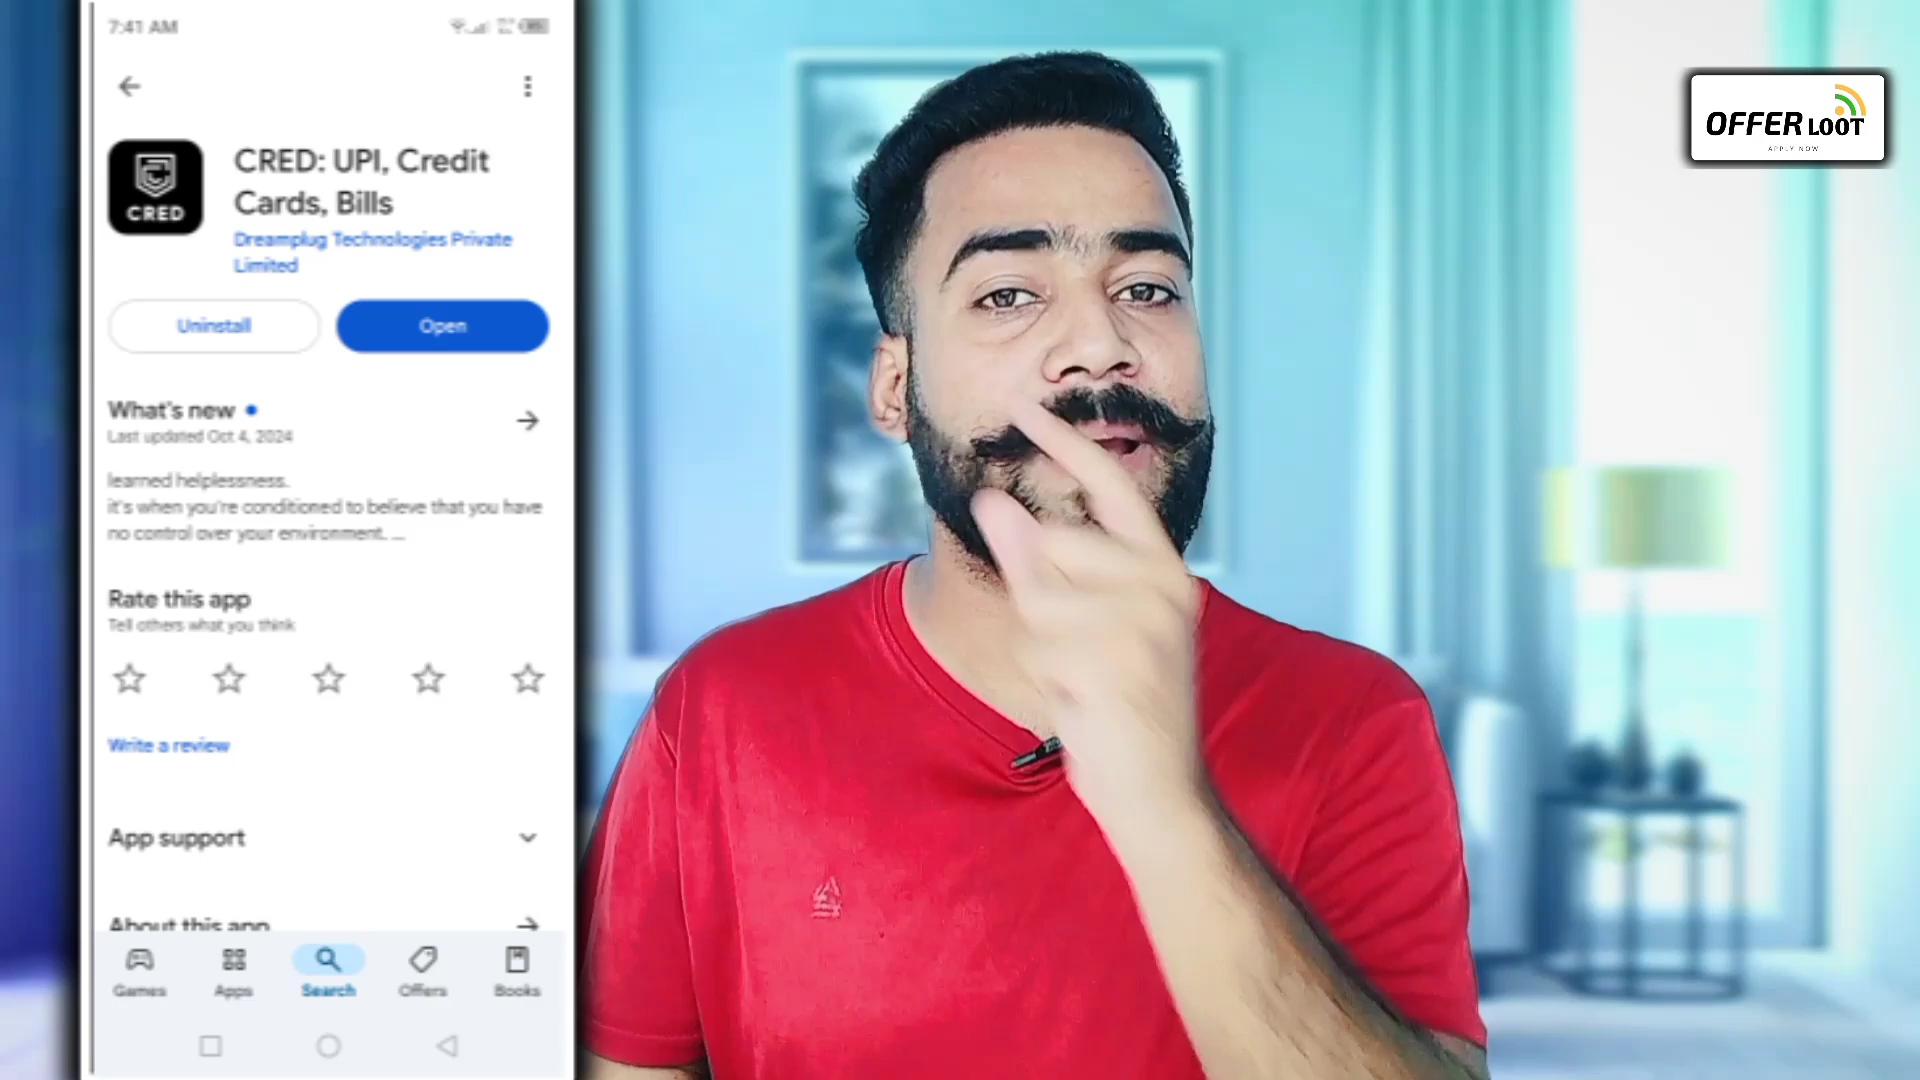 7:41 AM
CRED: UPI, Credit
Cards, Bills
CRED
Dreamplug Technologies Private
Limited
Uninstall
Open
What's new
Last updated Oct 4, 2024
learned helplessness.
it's when you're conditioned to believe that you have
no control over your environment. ...
Rate this app
Tell others what you think
Write a review
App support
About this app
Games
Apps
Search
Offers
Books
OFFER LOOT
APPLY NOW